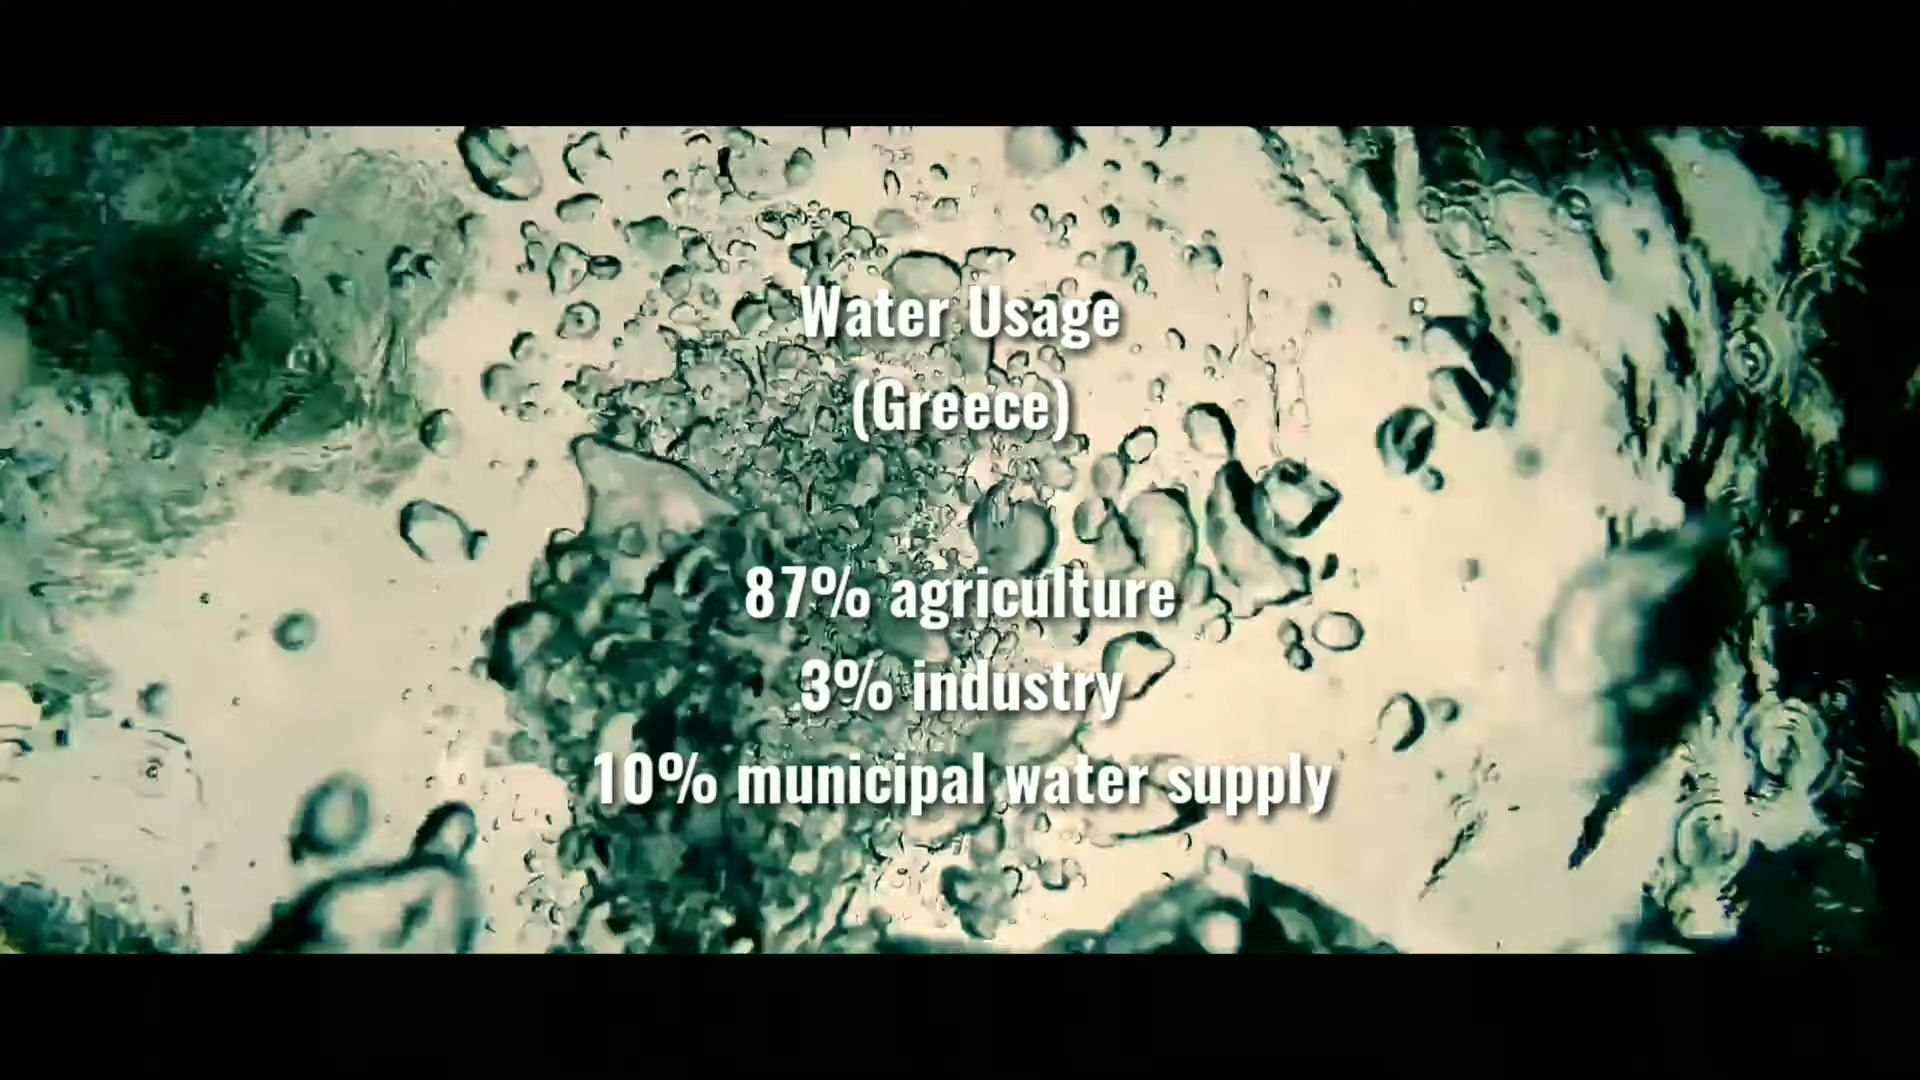 Water Usage
(Greece)
87% agriculture
3% industry
10% municipal water supply